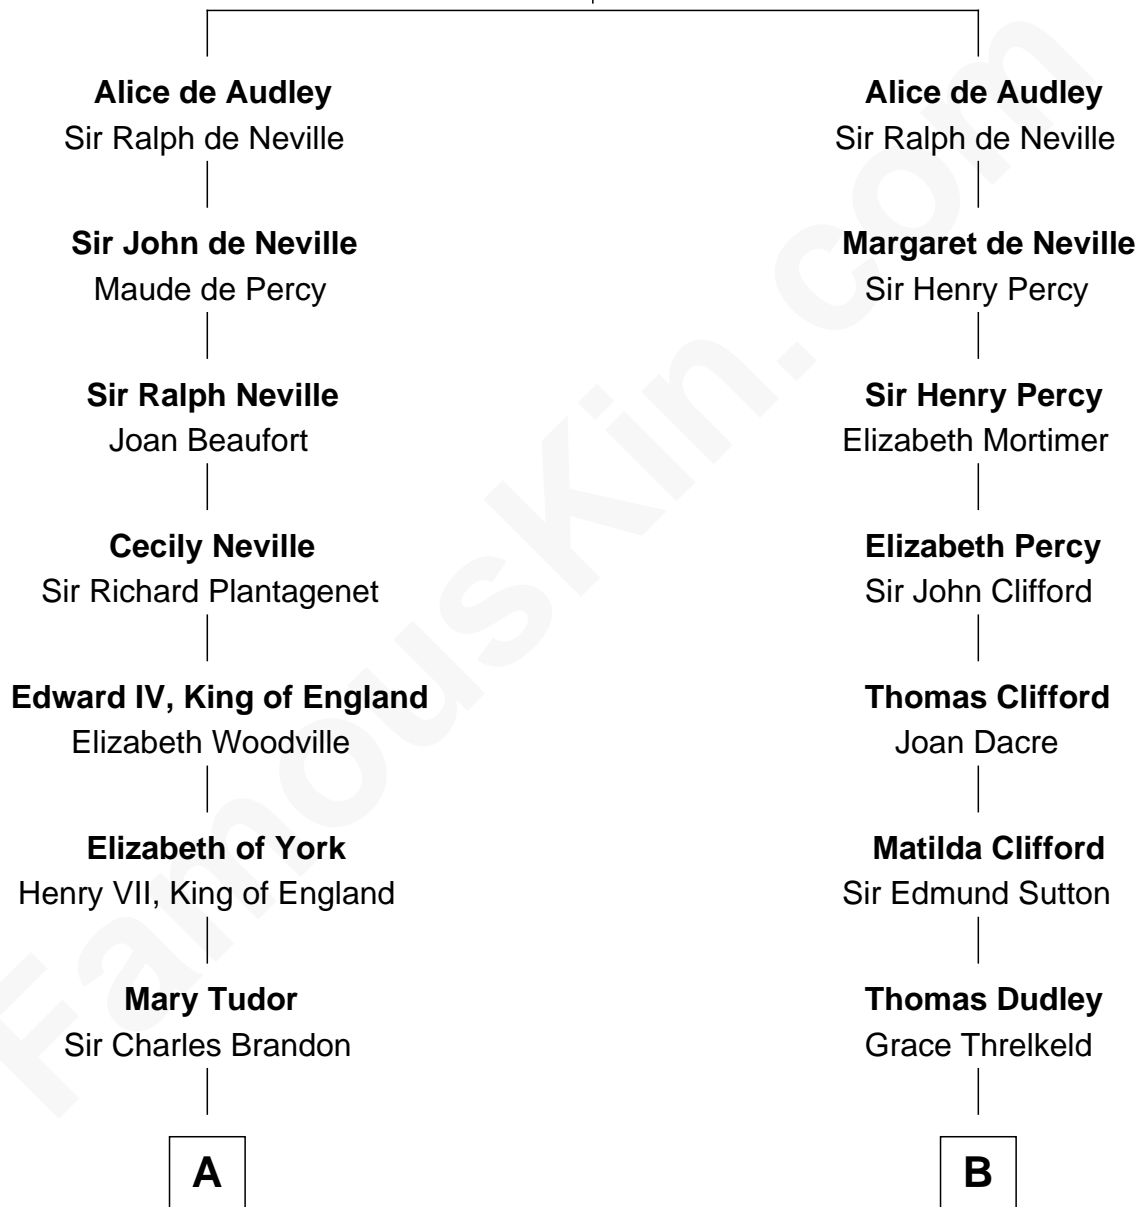 Alice de Audley
Sir Ralph de Neville
Sir John de Neville
Maude de Percy
Sir Ralph Neville
Joan Beaufort
Cecily Neville
Sir Richard Plantagenet
Edward IV, King of England
Elizabeth Woodville
Elizabeth of York
Henry VII, King of England
Mary Tudor
Sir Charles Brandon
A
Alice de Audley
Sir Ralph de Neville
Margaret de Neville
Sir Henry Percy
Sir Henry Percy
Elizabeth Mortimer
Elizabeth Percy
Sir John Clifford
Thomas Clifford
Joan Dacre
Matilda Clifford
Sir Edmund Sutton
Thomas Dudley
Grace Threlkeld
B
FamousKin.com